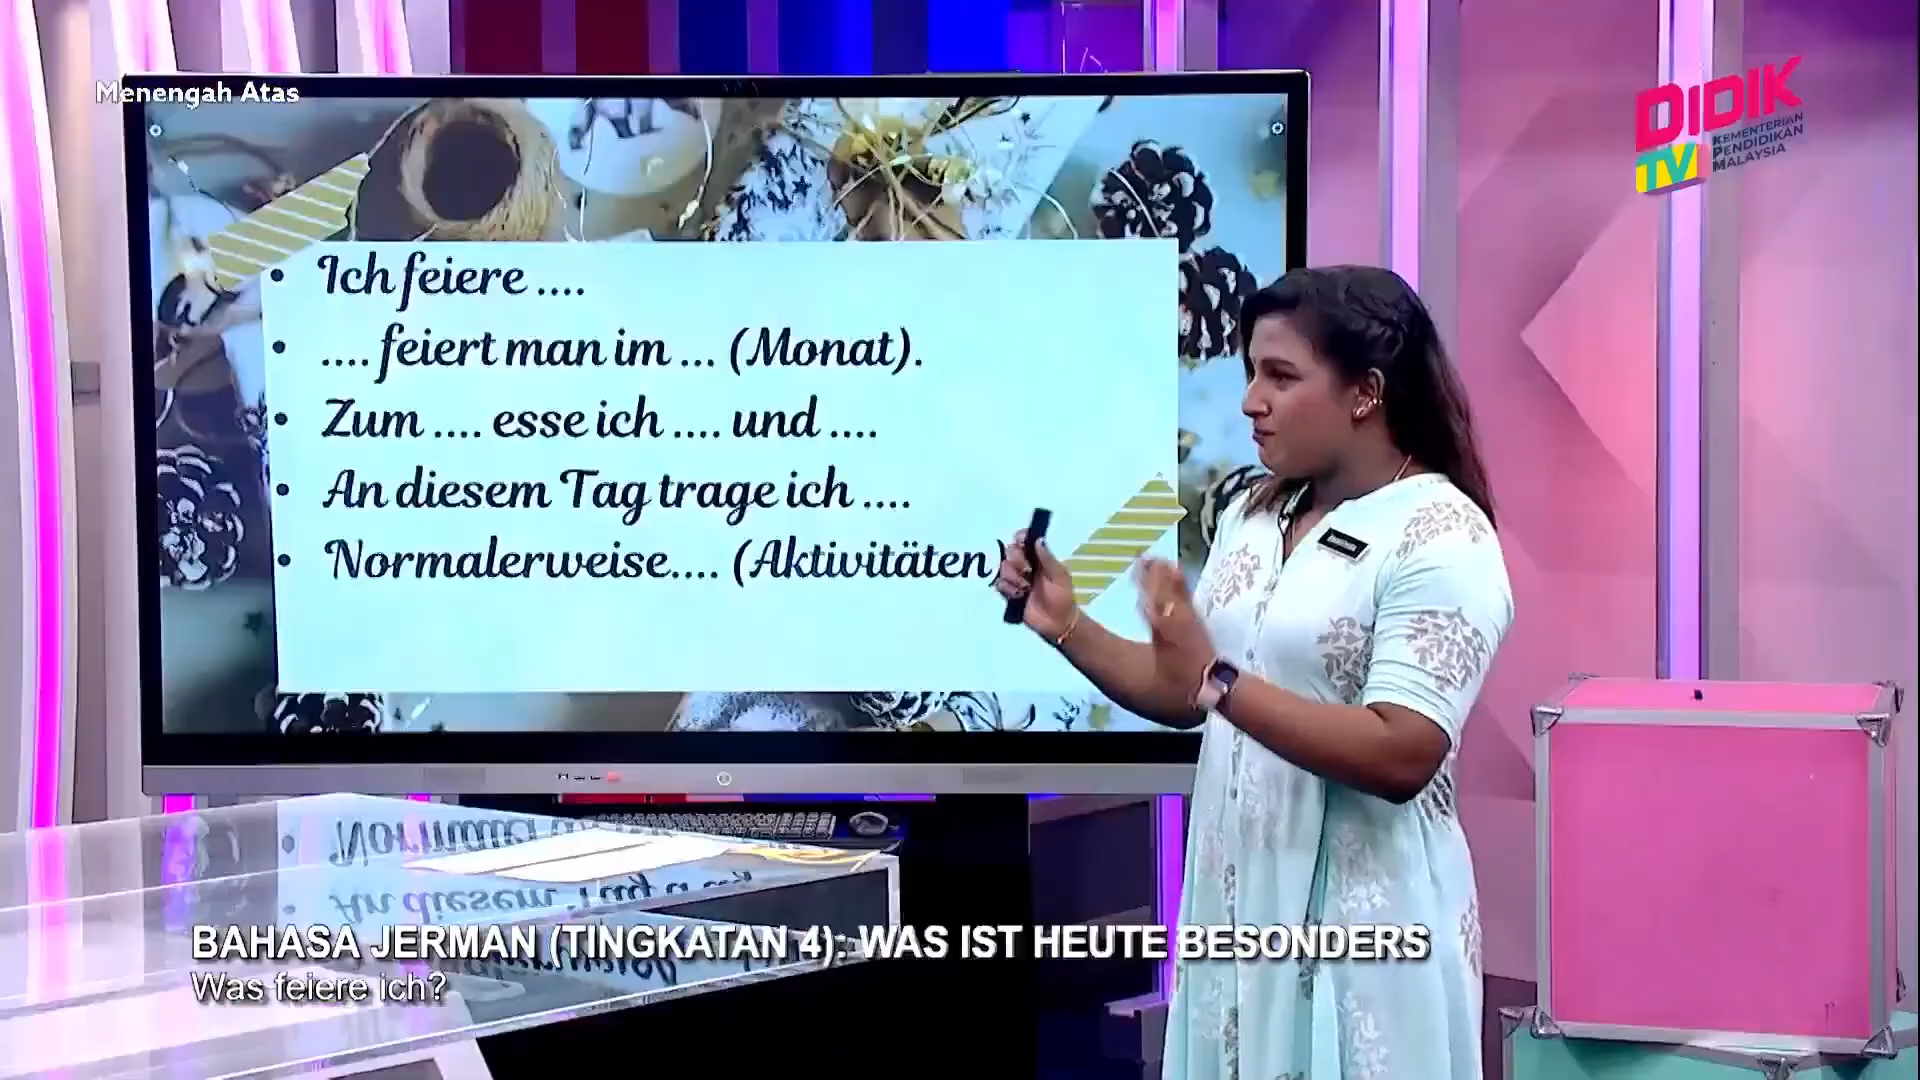 Menengah Atas
DIDIK
TV
KEMENTERIAN
PENDIDIKAN
MALAYSIA
• Ich feiere ....
• .... feiert man im ... (Monat).
• Zum .... esse ich .... und ....
• An diesem Tag trage ich ....
• Normalerweise.... (Aktivitäten)
BAHASA JERMAN (TINGKATAN 4): WAS IST HEUTE BESONDERS
Was feiere ich?